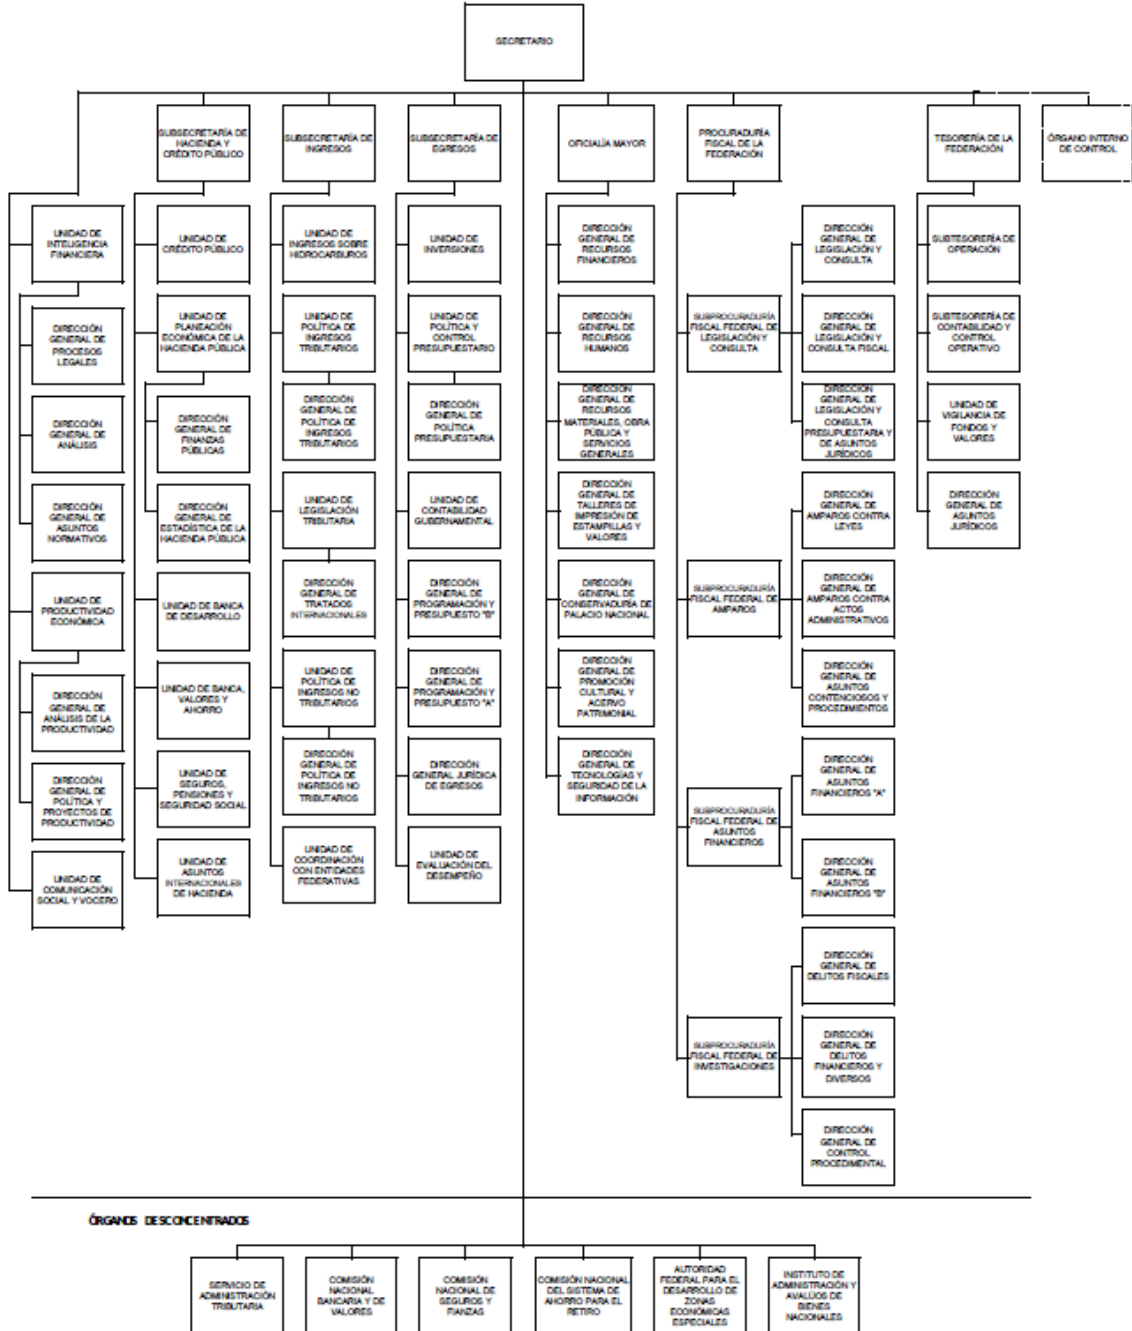 SECRETARIO
SUBSECRETARÍA DE
HACIENDA Y
CRÉDITO PÚBLICO
SUBSECRETARÍA DE
INGRESOS
SUBSECRETARÍA DE
EGRESOS
OFICIALÍA MAYOR
PROCURADURÍA
FISCAL DE LA
FEDERACIÓN
TESORERÍA DE LA
FEDERACIÓN
ÓRGANO INTERNO
DE CONTROL
UNIDAD DE
INTELIGENCIA
FINANCIERA
DIRECCIÓN
GENERAL DE
PROCESOS
LEGALES
DIRECCIÓN
GENERAL DE
ANÁLISIS
DIRECCIÓN
GENERAL DE
ASUNTOS
NORMATIVOS
UNIDAD DE
PRODUCTIVIDAD
ECONÓMICA
DIRECCIÓN
GENERAL DE
ANÁLISIS DE LA
PRODUCTIVIDAD
DIRECCIÓN
GENERAL DE
POLÍTICA Y
PROYECTOS DE
PRODUCTIVIDAD
UNIDAD DE
COMUNICACIÓN
SOCIAL Y VOCERO
UNIDAD DE
CRÉDITO PÚBLICO
UNIDAD DE
PLANEACIÓN
ECONÓMICA DE LA
HACIENDA PÚBLICA
DIRECCIÓN
GENERAL DE
FINANZAS
PÚBLICAS
DIRECCIÓN
GENERAL DE
ESTADÍSTICA DE LA
HACIENDA PÚBLICA
UNIDAD DE BANCA
DE DESARROLLO
UNIDAD DE BANCA,
VALORES Y
AHORRO
UNIDAD DE
SEGUROS,
PENSIONES Y
SEGURIDAD SOCIAL
UNIDAD DE
ASUNTOS
INTERNACIONALES
DE HACIENDA
UNIDAD DE
INGRESOS SOBRE
HIDROCARBUROS
UNIDAD DE
POLÍTICA DE
INGRESOS
TRIBUTARIOS
DIRECCIÓN
GENERAL DE
POLÍTICA DE
INGRESOS
TRIBUTARIOS
UNIDAD DE
LEGISLACIÓN
TRIBUTARIA
DIRECCIÓN
GENERAL DE
TRATADOS
INTERNACIONALES
UNIDAD DE
POLÍTICA DE
INGRESOS NO
TRIBUTARIOS
DIRECCIÓN
GENERAL DE
POLÍTICA DE
INGRESOS NO
TRIBUTARIOS
UNIDAD DE
COORDINACIÓN
CON ENTIDADES
FEDERATIVAS
UNIDAD DE
INVERSIONES
UNIDAD DE
POLÍTICA Y
CONTROL
PRESUPUESTARIO
DIRECCIÓN
GENERAL DE
POLÍTICA
PRESUPUESTARIA
UNIDAD DE
CONTABILIDAD
GUBERNAMENTAL
DIRECCIÓN
GENERAL DE
PROGRAMACIÓN Y
PRESUPUESTO "B"
DIRECCIÓN
GENERAL DE
PROGRAMACIÓN Y
PRESUPUESTO "A"
DIRECCIÓN
GENERAL JURÍDICA
DE EGRESOS
UNIDAD DE
EVALUACIÓN DEL
DESEMPEÑO
DIRECCIÓN
GENERAL DE
RECURSOS
FINANCIEROS
DIRECCIÓN
GENERAL DE
RECURSOS
HUMANOS
DIRECCIÓN
GENERAL DE
RECURSOS
MATERIALES, OBRA
PÚBLICA Y
SERVICIOS
GENERALES
DIRECCIÓN
GENERAL DE
TALLERES DE
IMPRESIÓN DE
ESTAMPILLAS Y
VALORES
DIRECCIÓN
GENERAL DE
CONSERVADURÍA DE
PALACIO NACIONAL
DIRECCIÓN
GENERAL DE
PROMOCIÓN
CULTURAL Y
ACERVO
PATRIMONIAL
DIRECCIÓN
GENERAL DE
TECNOLOGÍAS Y
SEGURIDAD DE LA
INFORMACIÓN
SUBPROCURADURÍA
FISCAL FEDERAL DE
LEGISLACIÓN Y
CONSULTA
DIRECCIÓN
GENERAL DE
LEGISLACIÓN Y
CONSULTA
DIRECCIÓN
GENERAL DE
LEGISLACIÓN Y
CONSULTA FISCAL
DIRECCIÓN
GENERAL DE
LEGISLACIÓN Y
CONSULTA
PRESUPUESTARIA Y
DE ASUNTOS
JURÍDICOS
SUBPROCURADURÍA
FISCAL FEDERAL DE
AMPAROS
DIRECCIÓN
GENERAL DE
AMPAROS CONTRA
LEYES
DIRECCIÓN
GENERAL DE
AMPAROS CONTRA
ACTOS
ADMINISTRATIVOS
DIRECCIÓN
GENERAL DE
ASUNTOS
CONTENCIOSOS Y
PROCEDIMIENTOS
SUBPROCURADURÍA
FISCAL FEDERAL DE
ASUNTOS
FINANCIEROS
DIRECCIÓN
GENERAL DE
ASUNTOS
FINANCIEROS "A"
DIRECCIÓN
GENERAL DE
ASUNTOS
FINANCIEROS "B"
SUBPROCURADURÍA
FISCAL FEDERAL DE
INVESTIGACIONES
DIRECCIÓN
GENERAL DE
DELITOS FISCALES
DIRECCIÓN
GENERAL DE
DELITOS
FINANCIEROS Y
DIVERSOS
DIRECCIÓN
GENERAL DE
CONTROL
PROCEDIMENTAL
SUBTESORERÍA DE
OPERACIÓN
SUBTESORERÍA DE
CONTABILIDAD Y
CONTROL
OPERATIVO
UNIDAD DE
VIGILANCIA DE
FONDOS Y
VALORES
DIRECCIÓN
GENERAL DE
ASUNTOS
JURÍDICOS
ÓRGANOS DESCONCENTRADOS
SERVICIO DE
ADMINISTRACIÓN
TRIBUTARIA
COMISIÓN
NACIONAL
BANCARIA Y DE
VALORES
COMISIÓN
NACIONAL DE
SEGUROS Y
FIANZAS
COMISIÓN NACIONAL
DEL SISTEMA DE
AHORRO PARA EL
RETIRO
AUTORIDAD
FEDERAL PARA EL
DESARROLLO DE
ZONAS
ECONÓMICAS
ESPECIALES
INSTITUTO DE
ADMINISTRACIÓN Y
AVALÚOS DE
BIENES
NACIONALES